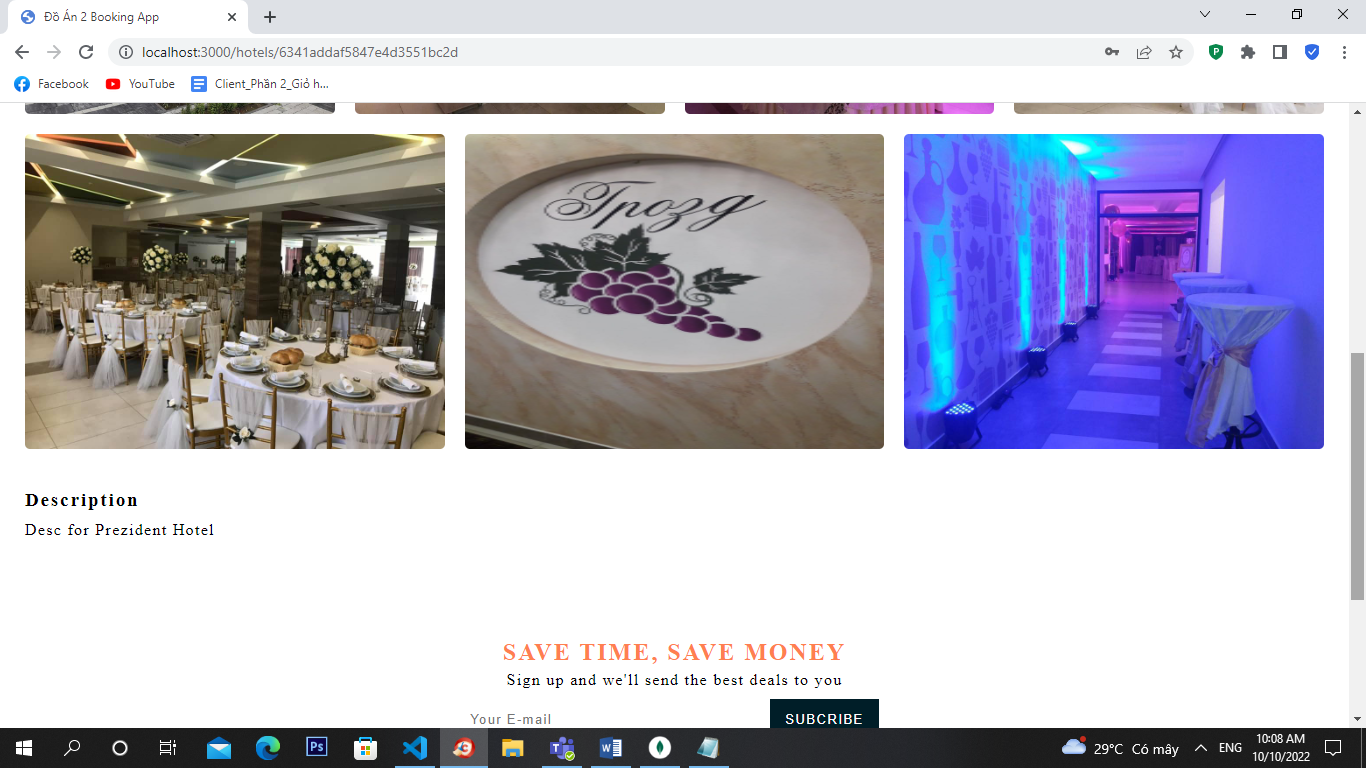 Đồ Án 2 Booking App
localhost:3000/hotels/6341addaf5847e4d3551bc2d
Facebook
YouTube
Client_Phần 2_Giỏ h...
Грозд
Description
Desc for Prezident Hotel
SAVE TIME, SAVE MONEY
Sign up and we'll send the best deals to you
Your E-mail
SUBCRIBE
Ps
29°C Có mây
ENG
10:08 AM
10/10/2022